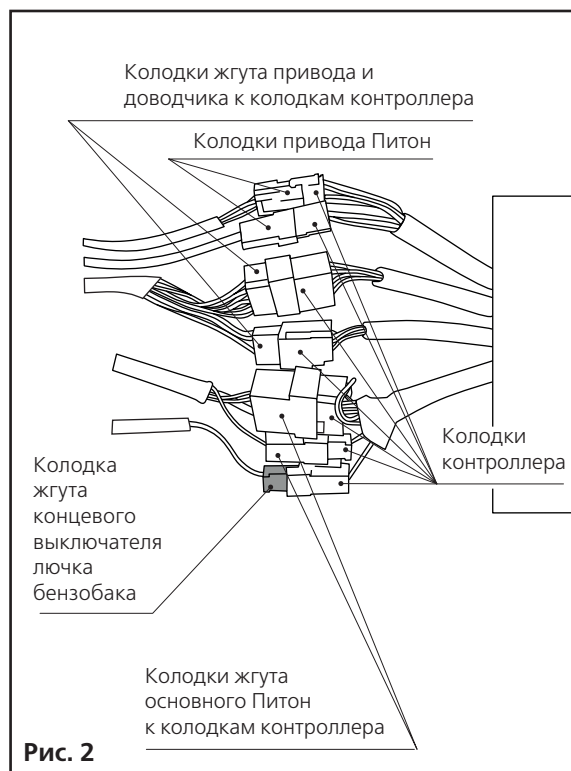 Колодки жгута привода и
доводчика к колодкам контроллера
Колодки привода Питон
Колодки
контроллера
Колодка
жгута
концевого
выключателя
лючка
бензобака
Колодки жгута
основного Питон
к колодкам контроллера
Рис. 2